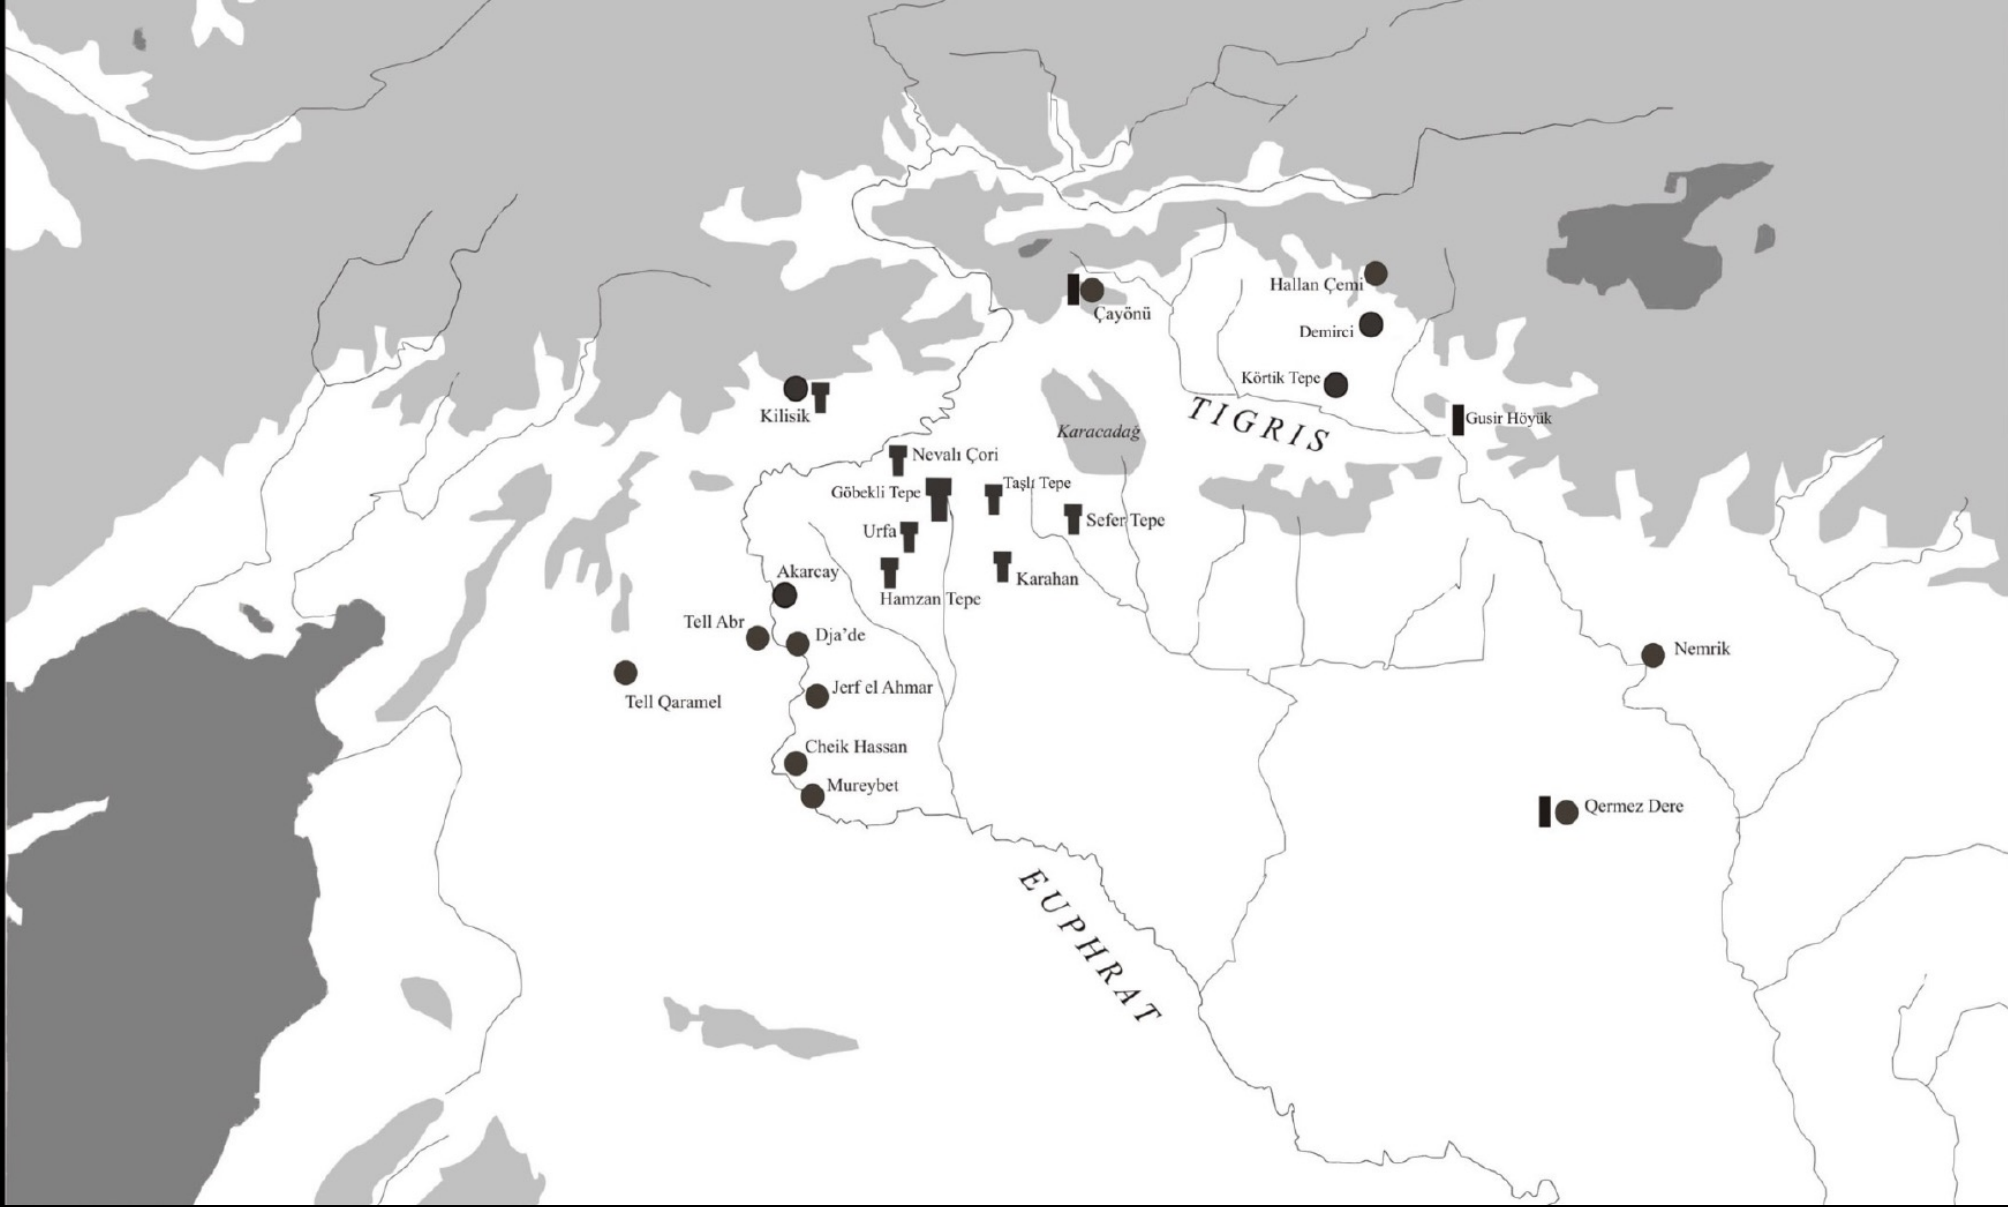 Hallan Çemi
Çayönü
Demirci
Körtik Tepe
Kilisik
TIGRIS
Gusir Höyük
Karacadağ
Nevalı Çori
Göbekli Tepe
Taşlı Tepe
Urfa
Sefer Tepe
Akarcay
Karahan
Hamzan Tepe
Tell Abr
Dja’de
Nemrik
Tell Qaramel
Jerf el Ahmar
Cheik Hassan
Mureybet
Qermez Dere
EUPHRAT